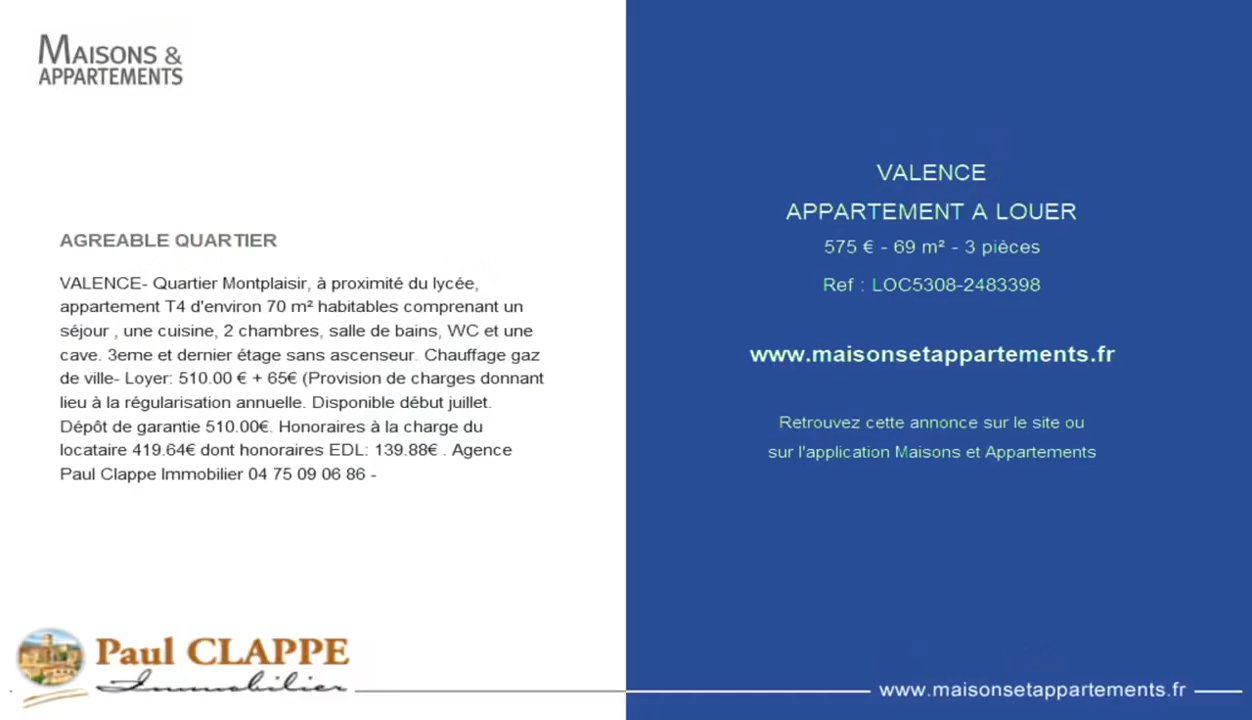 MAISONS &
APPARTEMENTS
AGREABLE QUARTIER
VALENCE- Quartier Montplaisir, à proximité du lycée,
appartement T4 d'environ 70 m² habitables comprenant un
séjour , une cuisine, 2 chambres, salle de bains, WC et une
cave. 3eme et dernier étage sans ascenseur. Chauffage gaz
de ville- Loyer: 510.00 € + 65€ (Provision de charges donnant
lieu à la régularisation annuelle. Disponible début juillet.
Dépôt de garantie 510.00€. Honoraires à la charge du
locataire 419.64€ dont honoraires EDL: 139.88€ . Agence
Paul Clappe Immobilier 04 75 09 06 86 -
Paul CLAPPE
Immobilier
VALENCE
APPARTEMENT A LOUER
575 € - 69 m² - 3 pièces
Ref : LOC5308-2483398
www.maisonsetappartements.fr
Retrouvez cette annonce sur le site ou
sur l'application Maisons et Appartements
www.maisonsetappartements.fr